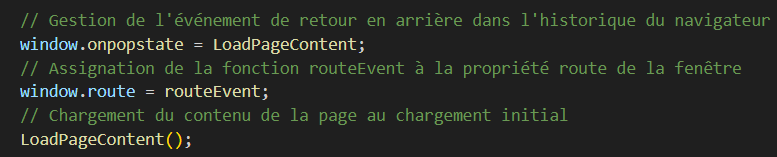 // Gestion de l'événement de retour en arrière dans l'historique du navigateur
window.onpopstate = LoadPageContent;
// Assignation de la fonction routeEvent à la propriété route de la fenêtre
window.route = routeEvent;
// Chargement du contenu de la page au chargement initial
LoadPageContent();